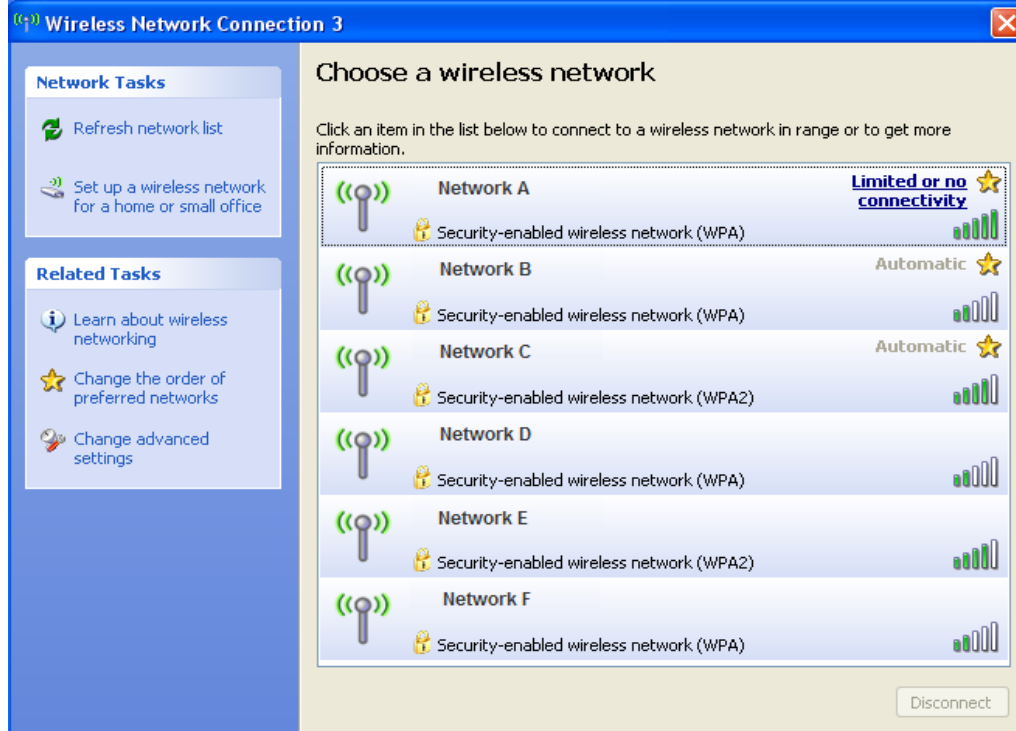 Wireless Network Connection 3
Network Tasks
Refresh network list
Set up a wireless network
for a home or small office
Related Tasks
Learn about wireless
networking
Change the order of
preferred networks
Change advanced
settings
Choose a wireless network
Click an item in the list below to connect to a wireless network in range or to get more
information.
Network A
Limited or no
connectivity
Security-enabled wireless network (WPA)
Network B
Automatic
Security-enabled wireless network (WPA)
Network C
Automatic
Security-enabled wireless network (WPA2)
Network D
Security-enabled wireless network (WPA)
Network E
Security-enabled wireless network (WPA2)
Network F
Security-enabled wireless network (WPA)
Disconnect